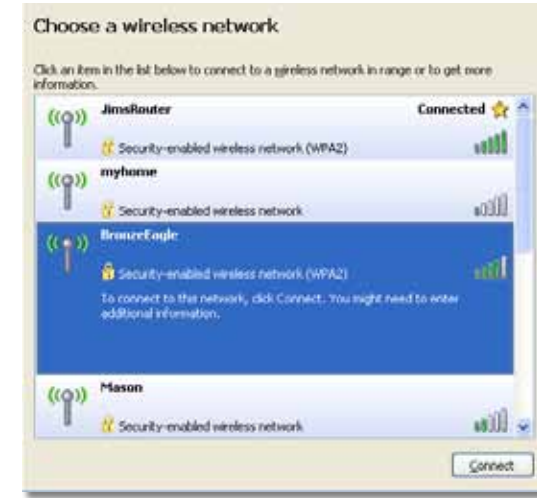 Choose a wireless network
Click an item in the list below to connect to a wireless network in range or to get more
information.
JimsRouter Connected
Security-enabled wireless network (WPA2)
myhome
Security-enabled wireless network
BronzeEagle
Security-enabled wireless network (WPA2)
To connect to this network, click Connect. You might need to enter
additional information.
Mason
Security-enabled wireless network
Connect